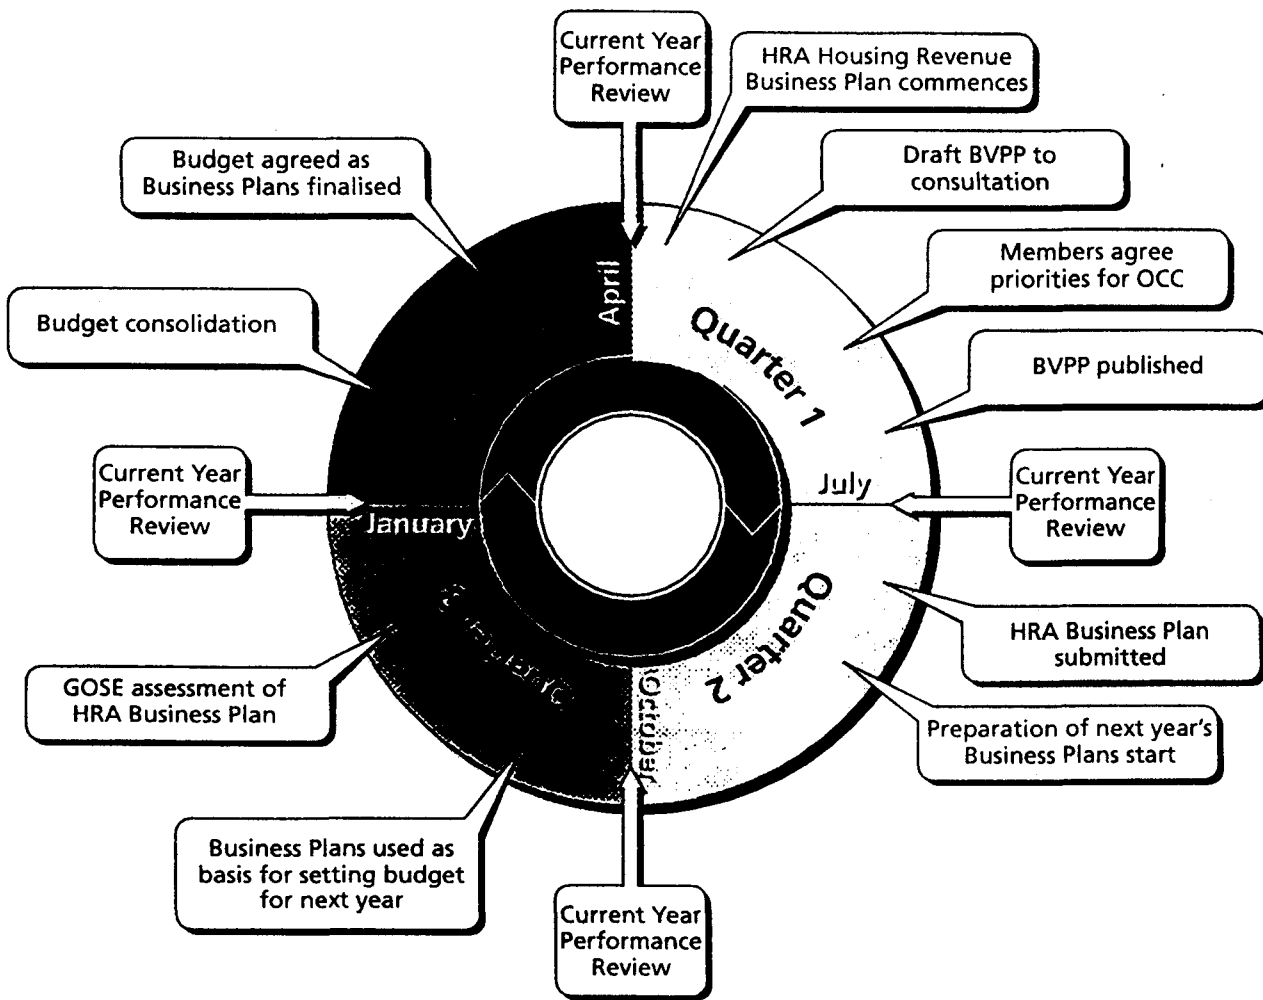 Current Year
Performance
Review
HRA Housing Revenue
Business Plan commences
Draft BVPP to
consultation
Members agree
priorities for OCC
BVPP published
Current Year
Performance
Review
HRA Business Plan
submitted
Preparation of next year's
Business Plans start
Current Year
Performance
Review
Business Plans used as
basis for setting budget
for next year
GOSE assessment of
HRA Business Plan
Current Year
Performance
Review
Budget consolidation
Budget agreed as
Business Plans finalised
April
Quarter 1
July
Quarter 2
October
January